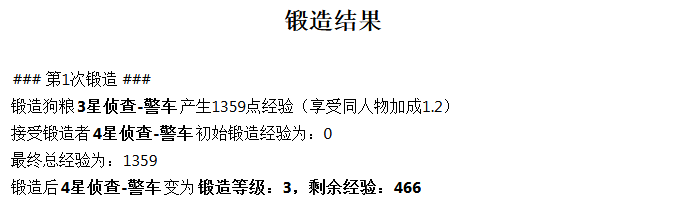 锻造结果
### 第1次锻造 ###
锻造狗粮 3星侦查-警车 产生1359点经验（享受同人物加成1.2）
接受锻造者 4星侦查-警车 初始锻造经验为：0
最终总经验为：1359
锻造后 4星侦查-警车 变为 锻造等级：3，剩余经验：466